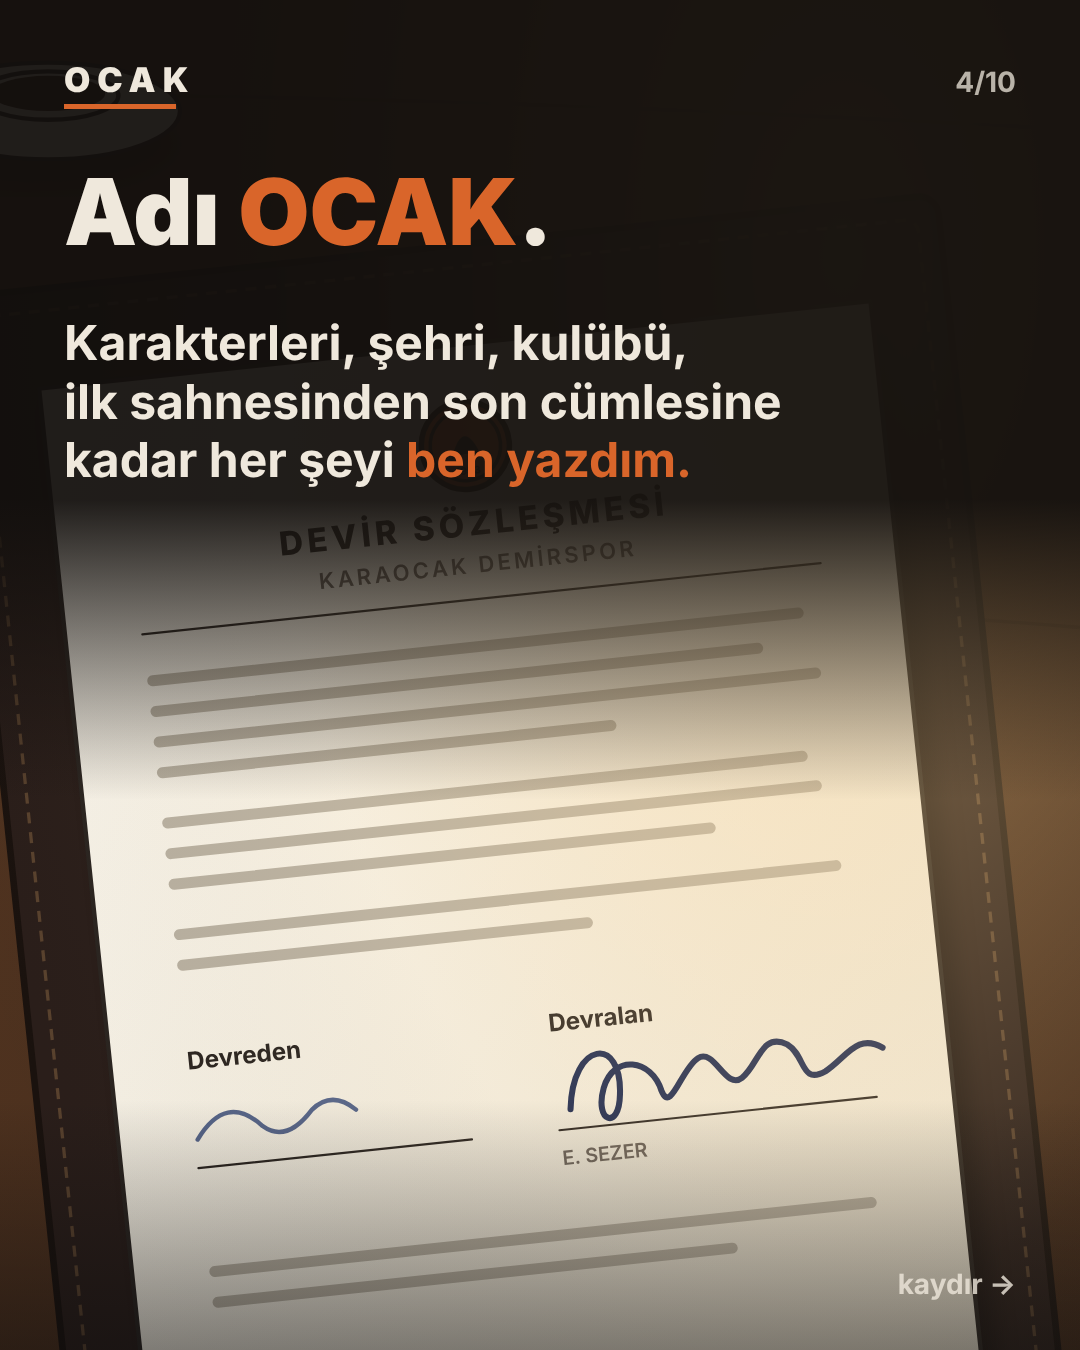 OCAK
4/10
Adı OCAK.
Karakterleri, şehri, kulübü,
ilk sahnesinden son cümlesine
kadar her şeyi ben yazdım.
DEVİR SÖZLEŞMESİ
KARAOCAK DEMİRSPOR
Devreden
Devralan
E. SEZER
kaydır →